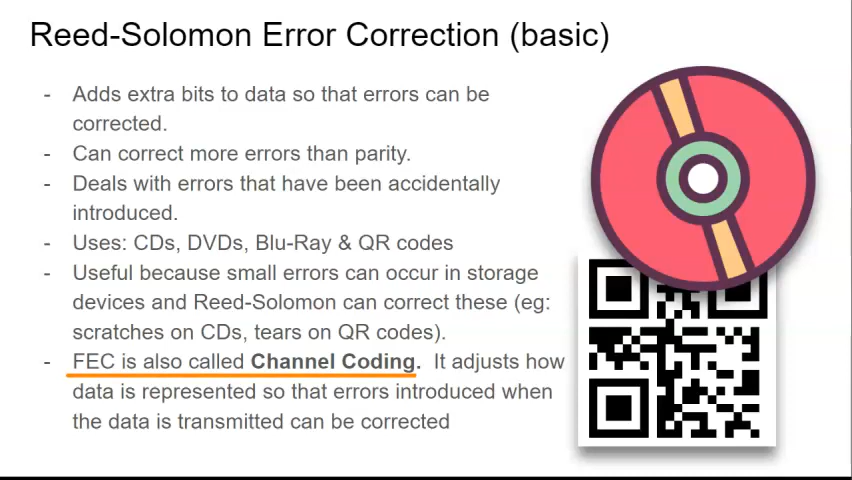 Reed-Solomon Error Correction (basic)
- Adds extra bits to data so that errors can be
corrected.
- Can correct more errors than parity.
- Deals with errors that have been accidentally
introduced.
- Uses: CDs, DVDs, Blu-Ray & QR codes
- Useful because small errors can occur in storage
devices and Reed-Solomon can correct these (eg:
scratches on CDs, tears on QR codes).
- FEC is also called Channel Coding. It adjusts how
data is represented so that errors introduced when
the data is transmitted can be corrected